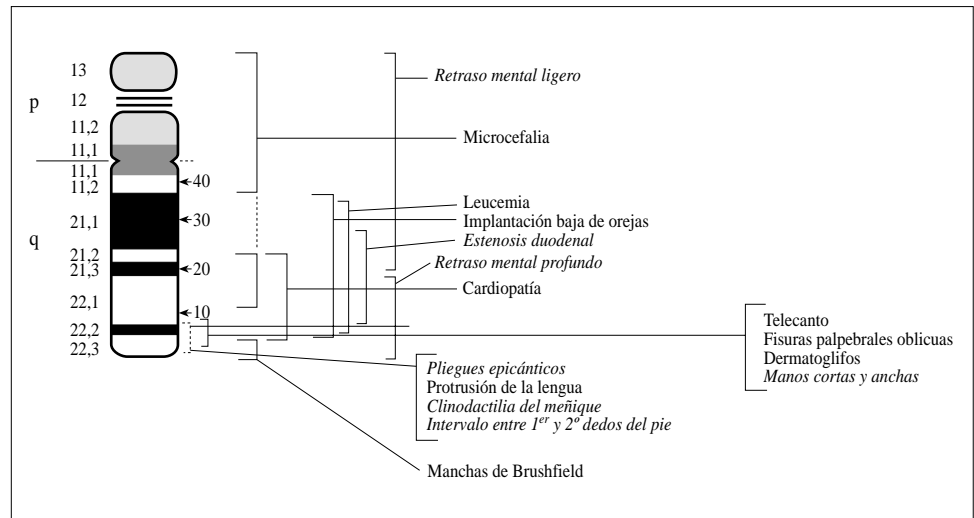 13
p
12
11,2
11,1
11,1
11,2
21,1
q
21,2
21,3
22,1
22,2
22,3
40
30
20
10
Retraso mental ligero
Microcefalia
Leucemia
Implantación baja de orejas
Estenosis duodenal
Retraso mental profundo
Cardiopatía
Telecanto
Fisuras palpebrales oblicuas
Dermatoglifos
Manos cortas y anchas
Pliegues epicánticos
Protrusión de la lengua
Clinodactilia del meñique
Intervalo entre 1er y 2º dedos del pie
Manchas de Brushfield